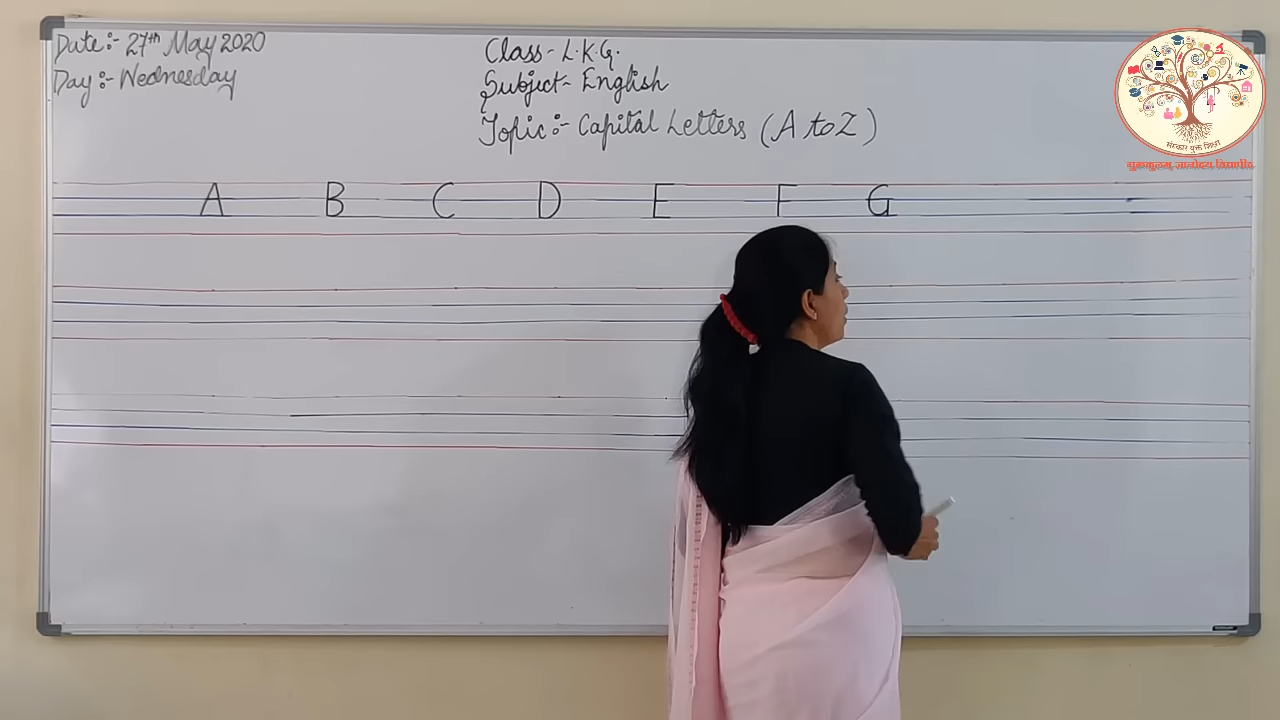 Date:- 27th May 2020
Day:- Wednesday
Class- L.K.G.
Subject- English
Topic:- Capital Letters (A to Z)
A B C D E F G
संस्कार युक्त शिक्षा